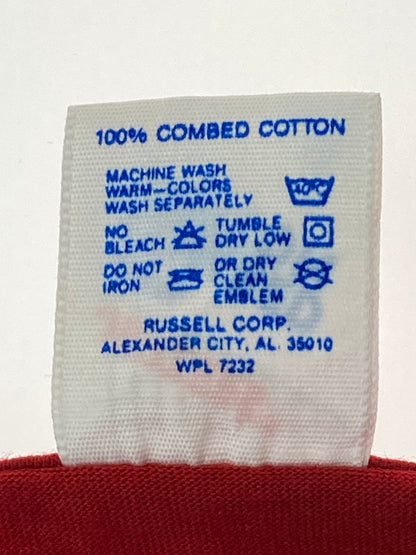 100% COMBED COTTON
MACHINE WASH
WARM-COLORS
WASH SEPARATELY
40°C
NO
BLEACH
TUMBLE
DRY LOW
DO NOT
IRON
OR DRY
CLEAN
EMBLEM
RUSSELL CORP.
ALEXANDER CITY, AL. 35010
WPL 7232